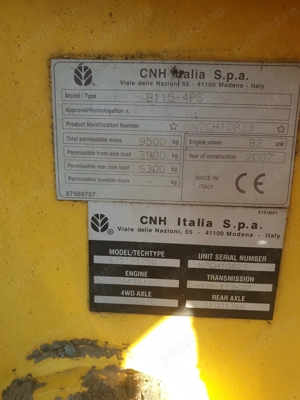 CNH Italia S.p.a.
Viale delle Nazioni, 55 - 41100 Modena - Italy
Model / Type B115-4PS
Approval/Homologation n.
Product Identification Number N7GH10823
Total permissible mass 9500 kg Engine power 82 kW
Permissible front axle load 3900 kg Year of construction 2007
Permissible rear axle load 6300 kg
Permissible towable mass - kg
MADE IN ITALY CE
87569757
CNH Italia S.p.a.
Viale delle Nazioni, 55 - 41100 Modena - Italy
MODEL/TECHTYPE UNIT SERIAL NUMBER
ENGINE TRANSMISSION
4WD AXLE REAR AXLE